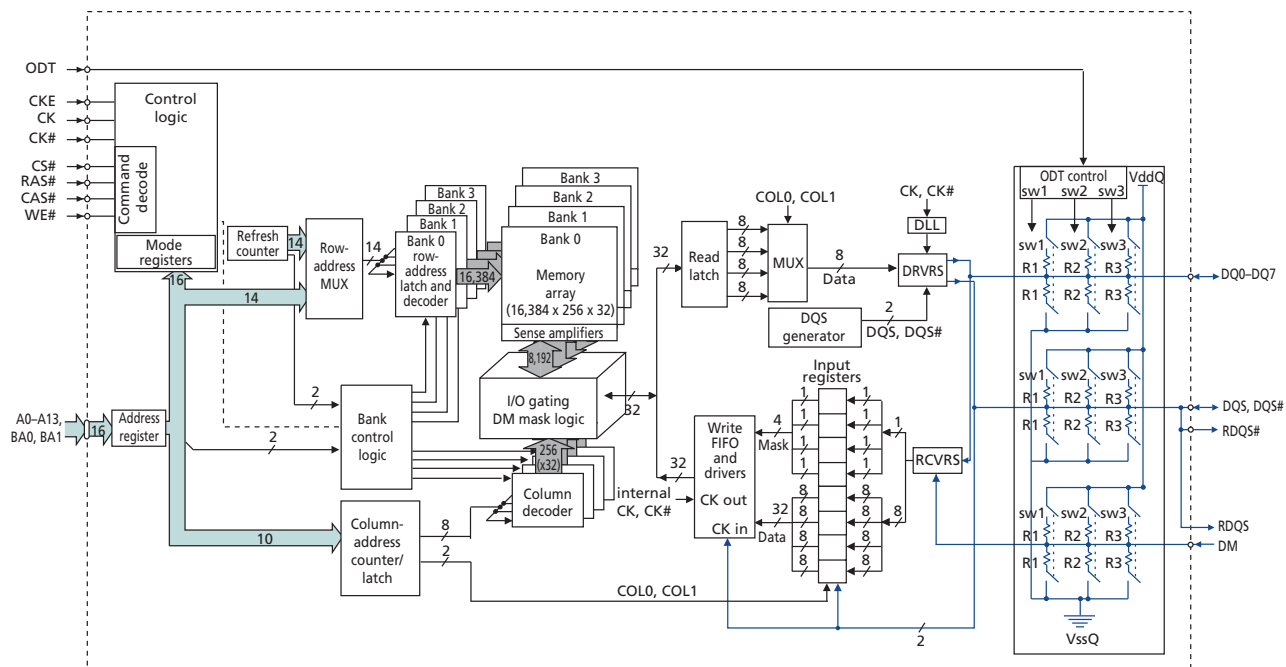 ODT
CKE
CK
CK#
CS#
RAS#
CAS#
WE#
Control
logic
Command
decode
Mode
registers
16
Refresh
counter
14
Row-
address
MUX
14
14
Bank 3
Bank 2
Bank 1
Bank 0
row-
address
latch and
decoder
16,384
Bank 3
Bank 2
Bank 1
Bank 0
Memory
array
(16,384 x 256 x 32)
Sense amplifiers
8,192
I/O gating
DM mask logic
32
256
(x32)
Column
decoder
A0–A13,
BA0, BA1
16
Address
register
2
2
Bank
control
logic
10
Column-
address
counter/
latch
8
2
COL0, COL1
32
Read
latch
8
8
8
8
COL0, COL1
MUX
8
Data
CK, CK#
DLL
DRVRS
DQS
generator
2
DQS, DQS#
Input
registers
1
1
1
1
8
8
8
8
1
1
1
1
8
8
8
8
1
8
RCVRS
4
Mask
32
Data
Write
FIFO
and
drivers
CK out
CK in
32
internal
CK, CK#
2
ODT control
sw1 sw2 sw3
VddQ
sw1 sw2 sw3
R1 R2 R3
R1 R2 R3
sw1 sw2 sw3
R1 R2 R3
R1 R2 R3
sw1 sw2 sw3
R1 R2 R3
R1 R2 R3
VssQ
DQ0–DQ7
DQS, DQS#
RDQS#
RDQS
DM